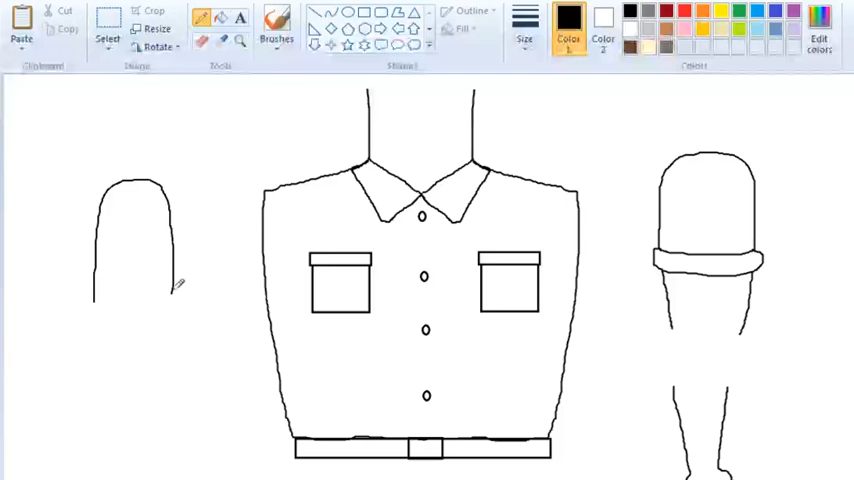 Cut
Crop
Outline
Copy
Resize
A
Fill
Paste
Select
Rotate
Brushes
Size
Color
1
Color
2
Edit
colors
Clipboard
Image
Tools
Shapes
Colors